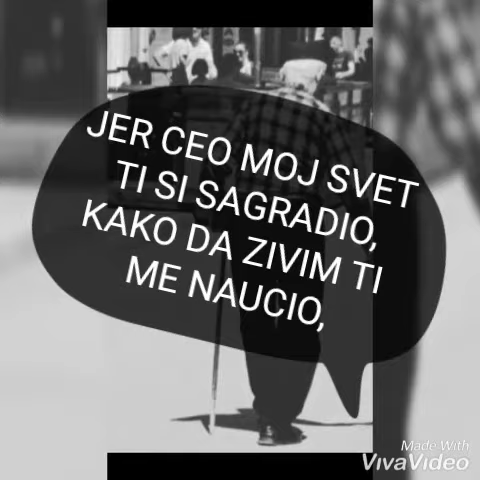 JER CEO MOJ SVET
TI SI SAGRADIO,
KAKO DA ZIVIM TI
ME NAUCIO,
Made With
VivaVideo